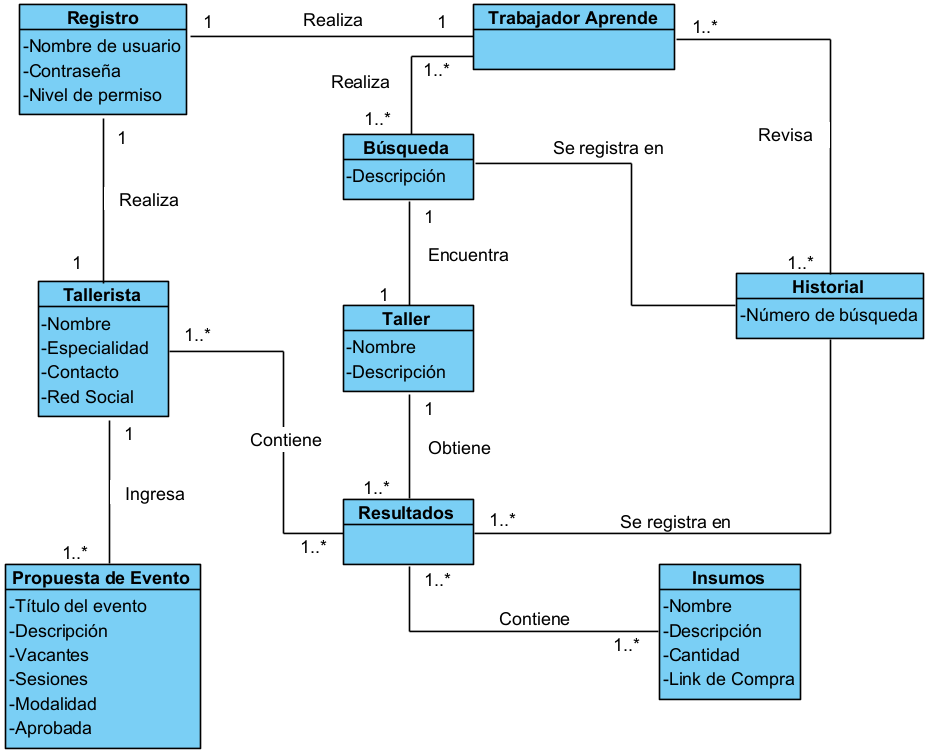 Registro
-Nombre de usuario
-Contraseña
-Nivel de permiso
1
Realiza
1
Trabajador Aprende
1..*
1..*
Realiza
1..*
Revisa
1
Realiza
1
Búsqueda
-Descripción
Se registra en
1
Encuentra
1
1..*
Historial
-Número de búsqueda
Tallerista
-Nombre
-Especialidad
-Contacto
-Red Social
1..*
Taller
-Nombre
-Descripción
1
Obtiene
1..*
Contiene
1
Ingresa
1..*
1..*
Resultados
1..*
Se registra en
1..*
Contiene
1..*
Propuesta de Evento
-Título del evento
-Descripción
-Vacantes
-Sesiones
-Modalidad
-Aprobada
Insumos
-Nombre
-Descripción
-Cantidad
-Link de Compra